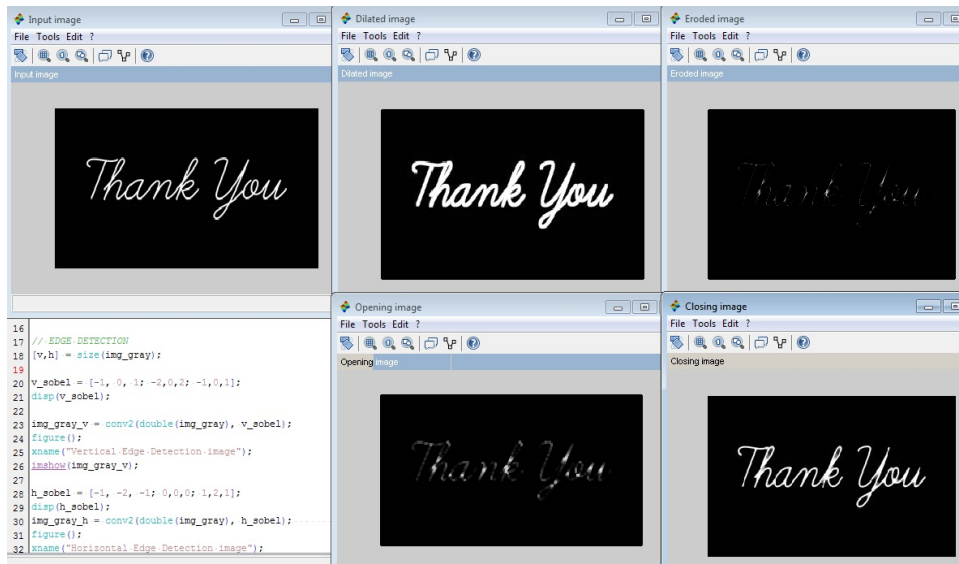 Input image
File Tools Edit ?
Input image
Thank You
Dilated image
File Tools Edit ?
Dilated image
Thank You
Eroded image
File Tools Edit ?
Eroded image
Thank You
16
17 // EDGE DETECTION
18 [v,h] = size(img_gray);
19
20 v_sobel = [-1, 0, 1; -2,0,2; -1,0,1];
21 disp(v_sobel);
22
23 img_gray_v = conv2(double(img_gray), v_sobel);
24 figure();
25 xname("Vertical Edge Detection image");
26 imshow(img_gray_v);
27
28 h_sobel = [-1, -2, -1; 0,0,0; 1,2,1];
29 disp(h_sobel);
30 img_gray_h = conv2(double(img_gray), h_sobel);
31 figure();
32 xname("Horizontal Edge Detection image");
Opening image
File Tools Edit ?
Opening image
Thank You
Closing image
File Tools Edit ?
Closing image
Thank You